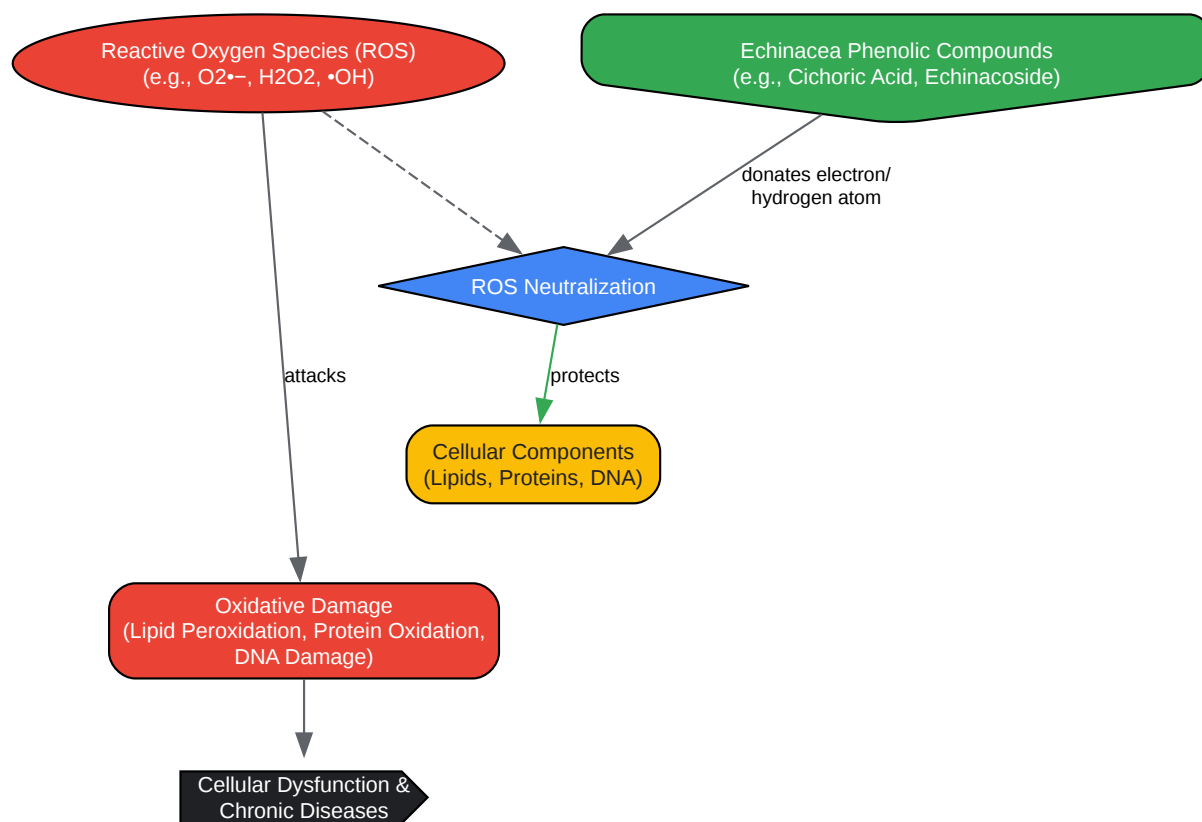 Reactive Oxygen Species (ROS)
(e.g., O2•−, H2O2, •OH)
Echinacea Phenolic Compounds
(e.g., Cichoric Acid, Echinacoside)
donates electron/
hydrogen atom
ROS Neutralization
attacks
protects
Cellular Components
(Lipids, Proteins, DNA)
Oxidative Damage
(Lipid Peroxidation, Protein Oxidation,
DNA Damage)
Cellular Dysfunction &
Chronic Diseases